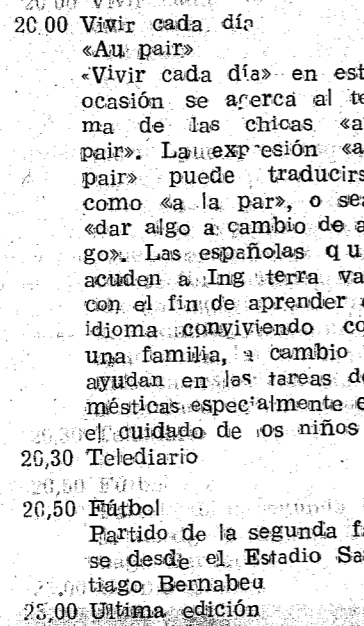 20.00 Vivir cada día
«Au pair»
«Vivir cada día» en est
ocasión se acerca al te
ma de las chicas «a
pair». La expresión «a
pair» puede traducirs
como «a la par», o sea
«dar algo a cambio de a
go». Las españolas qu
acuden a Ing terra va
con el fin de aprender e
idioma conviviendo co
una familia, a cambio
ayudan en las tareas do
mésticas especialmente e
el cuidado de los niños
20,30 Telediario
20,50 Fútbol
Partido de la segunda fa
se desde el Estadio Sa
tiago Bernabeu
23,00 Ultima edición